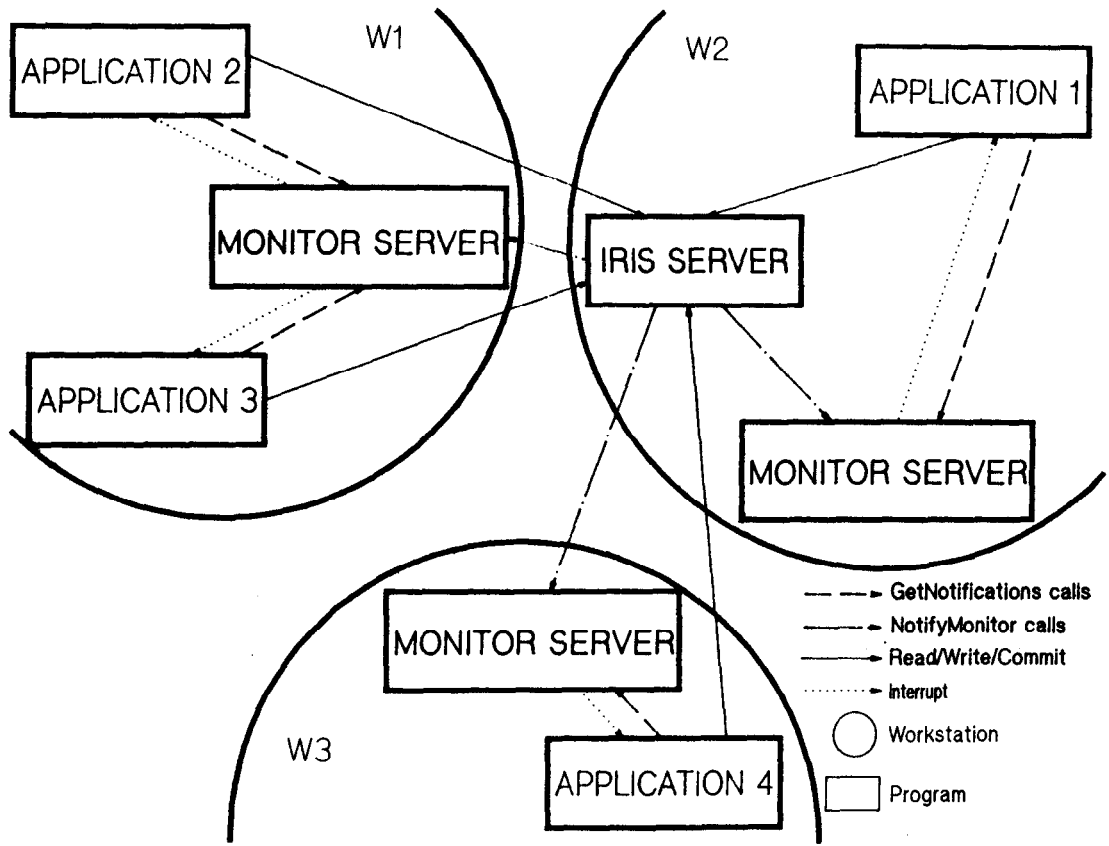 W1
W2
APPLICATION 2
APPLICATION 1
MONITOR SERVER
IRIS SERVER
APPLICATION 3
MONITOR SERVER
MONITOR SERVER
W3
APPLICATION 4
GetNotifications calls
NotifyMonitor calls
Read/Write/Commit
Interrupt
Workstation
Program